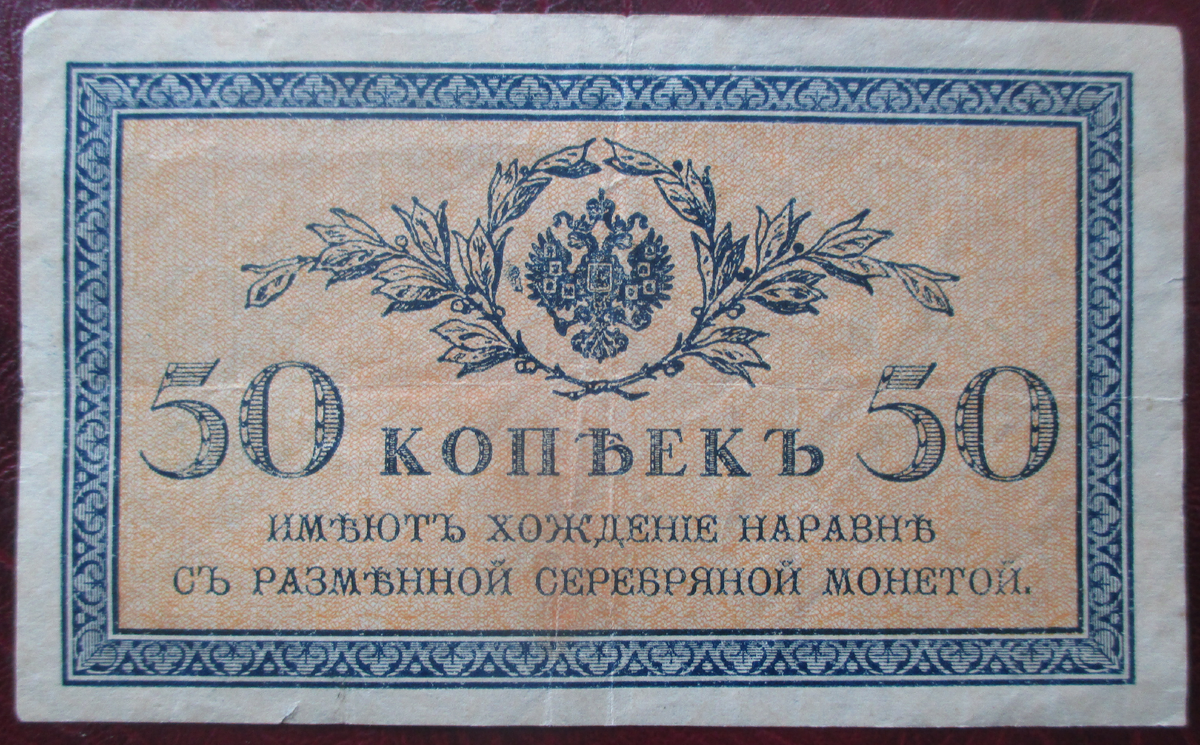 50 КОПѢЕКЪ 50
ИМѢЮТЪ ХОЖДЕНІЕ НАРАВНѢ
СЪ РАЗМѢННОЙ СЕРЕБРЯНОЙ МОНЕТОЙ.